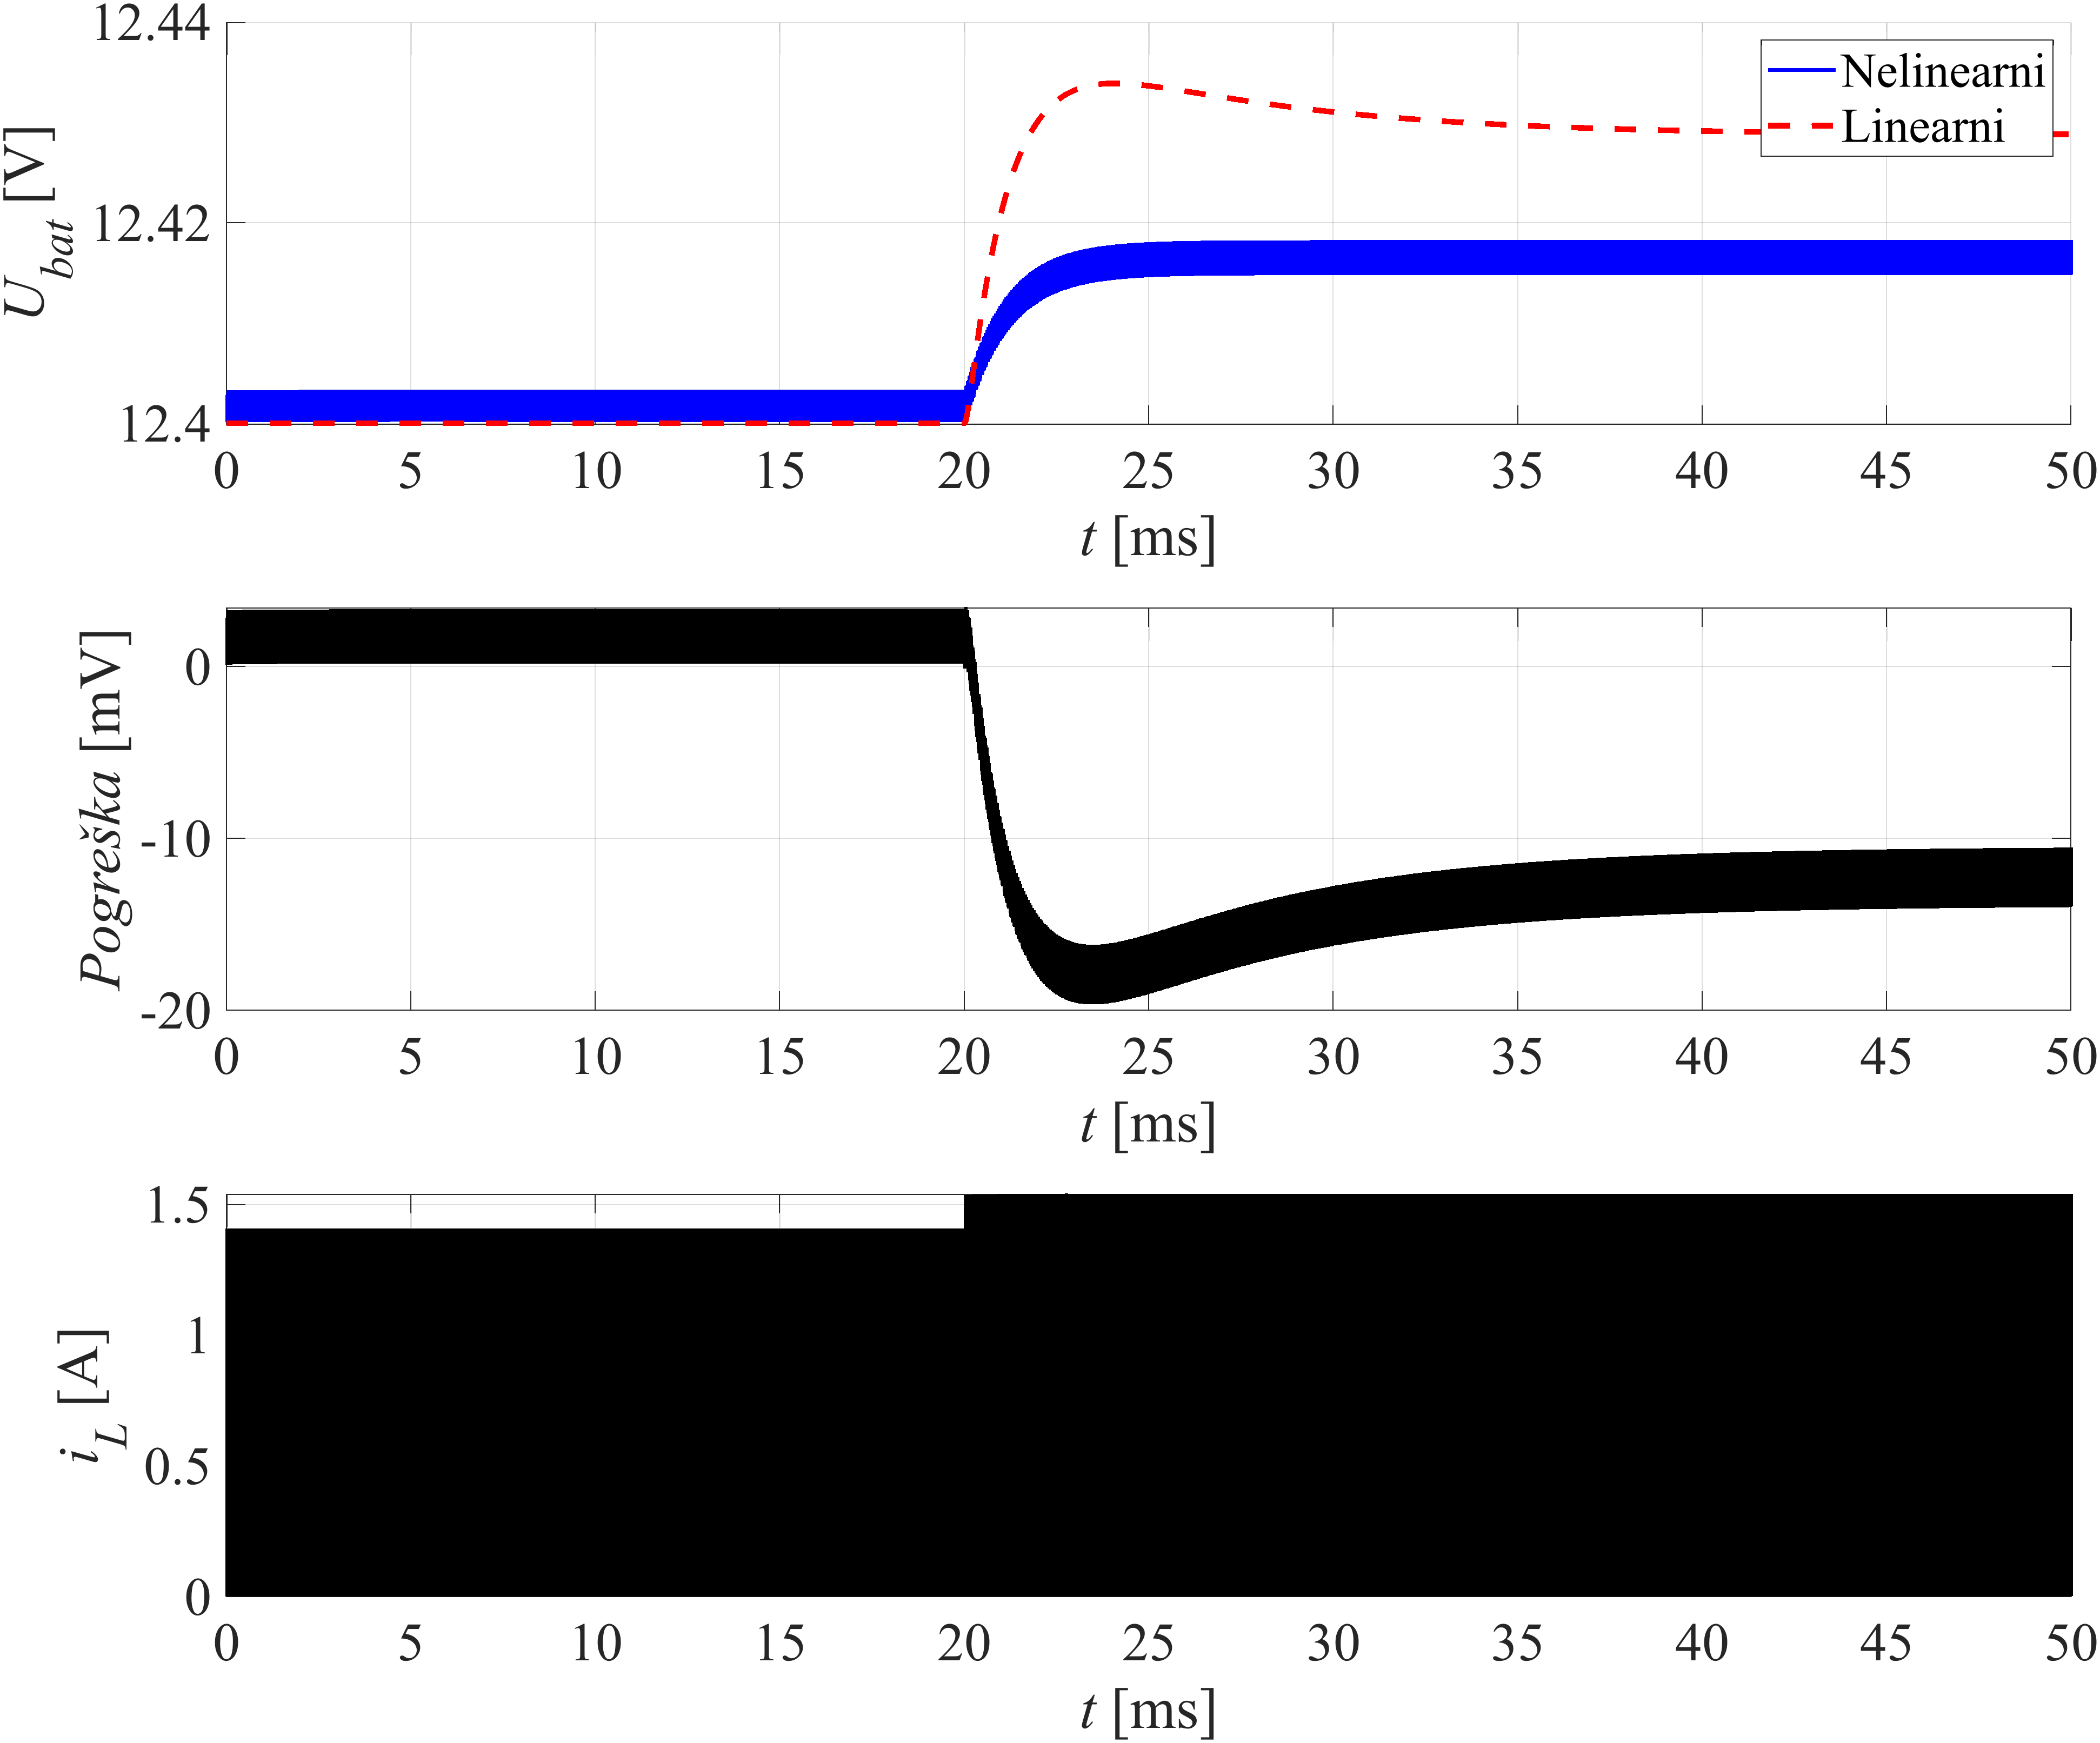 12.44
12.42
12.4
U_bat [V]
Nelinearni
Linearni
0 5 10 15 20 25 30 35 40 45 50
t [ms]
0
-10
-20
Pogreška [mV]
0 5 10 15 20 25 30 35 40 45 50
t [ms]
1.5
1
0.5
0
i_L [A]
0 5 10 15 20 25 30 35 40 45 50
t [ms]